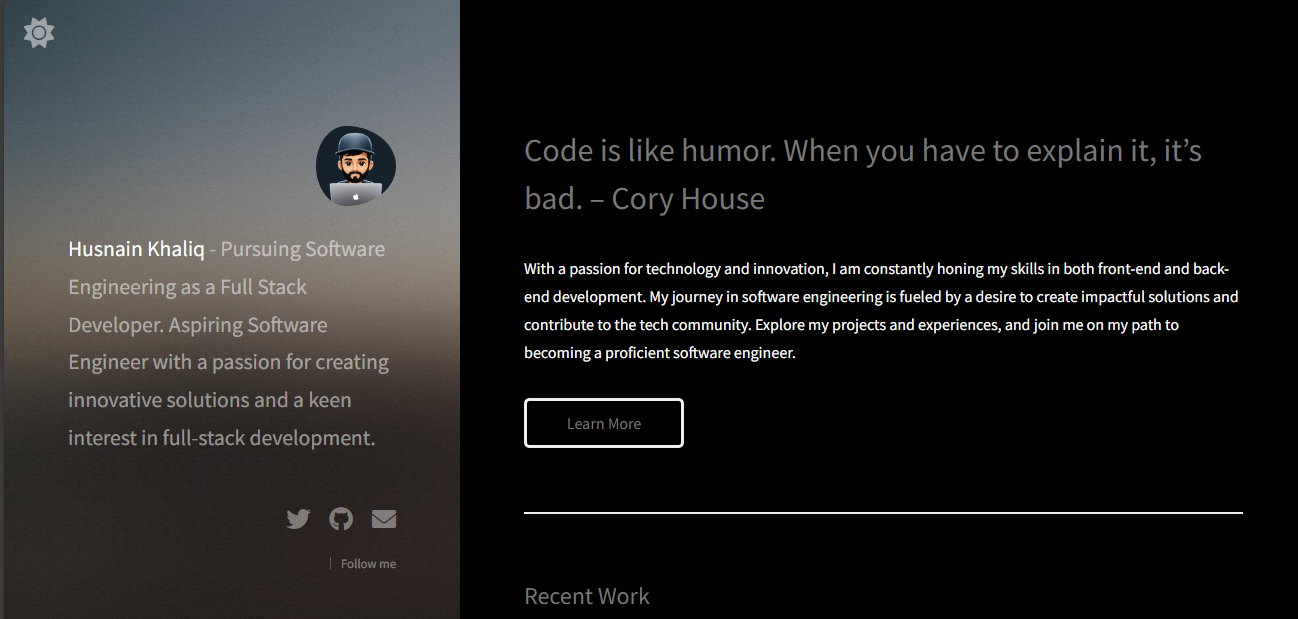 Husnain Khaliq - Pursuing Software
Engineering as a Full Stack
Developer. Aspiring Software
Engineer with a passion for creating
innovative solutions and a keen
interest in full-stack development.
Follow me
Code is like humor. When you have to explain it, it’s
bad. – Cory House
With a passion for technology and innovation, I am constantly honing my skills in both front-end and back-
end development. My journey in software engineering is fueled by a desire to create impactful solutions and
contribute to the tech community. Explore my projects and experiences, and join me on my path to
becoming a proficient software engineer.
Learn More
Recent Work